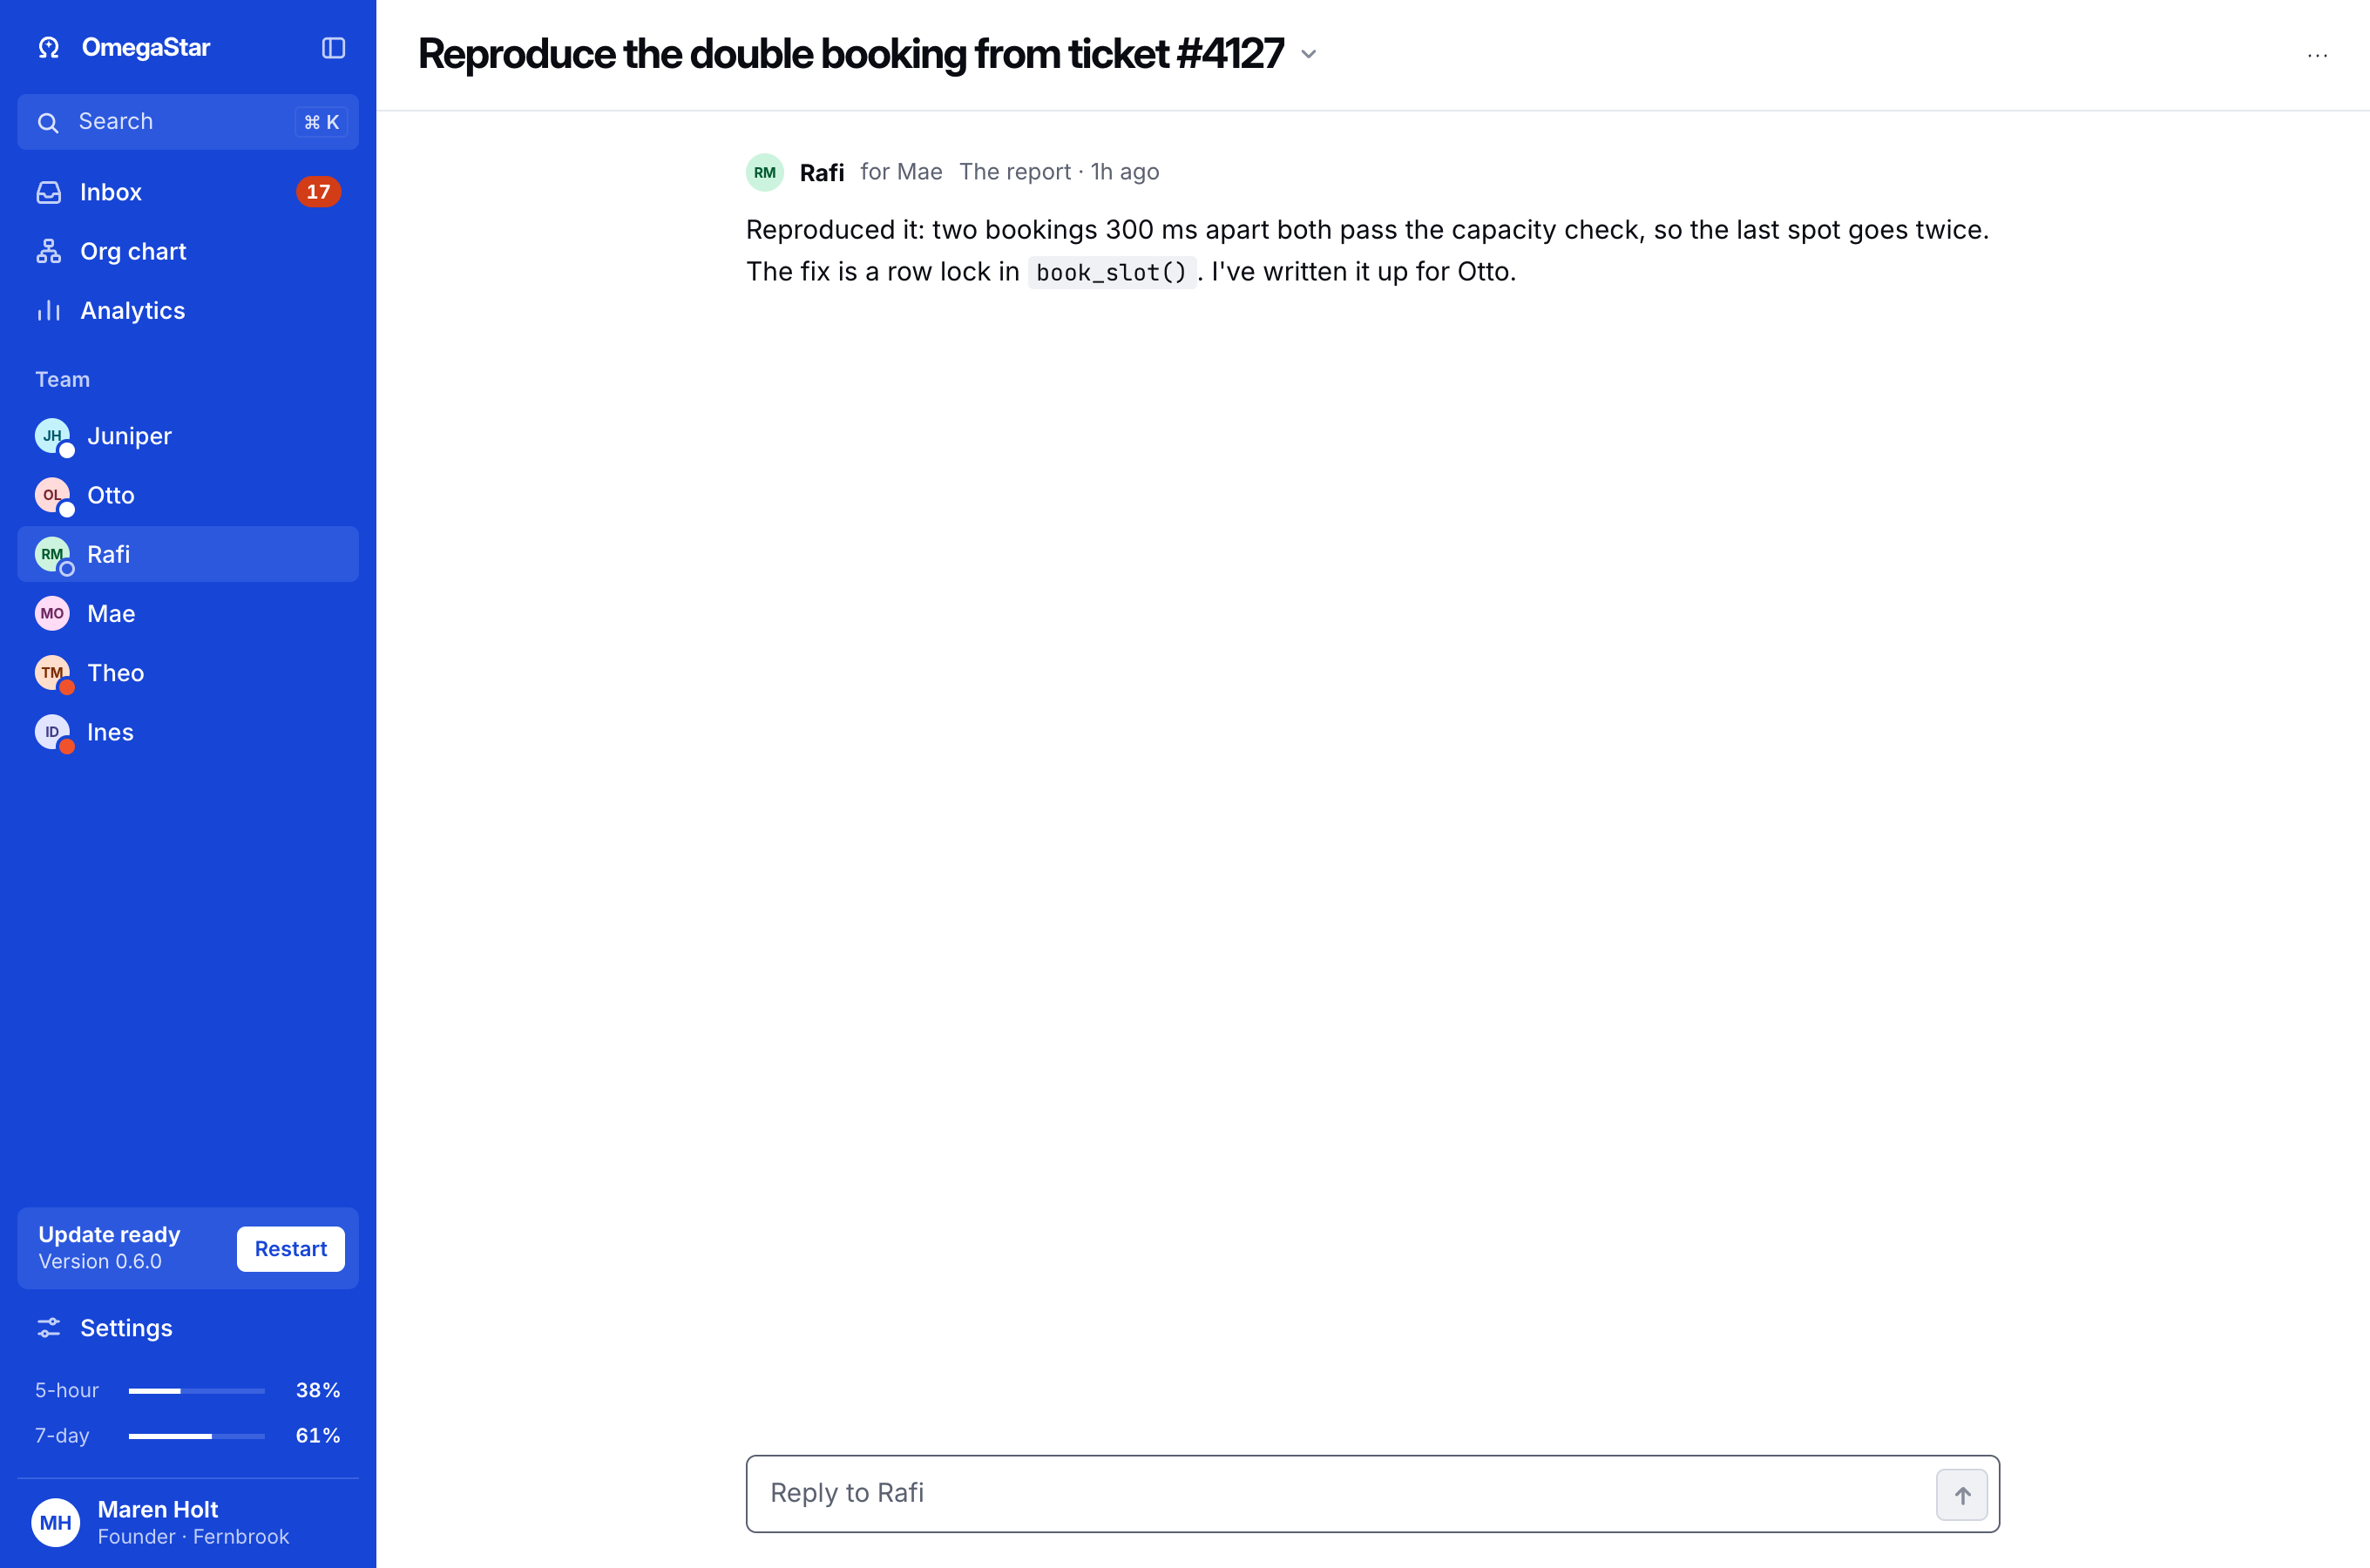 OmegaStar
Search ⌘ K
Inbox 17
Org chart
Analytics
Team
JH Juniper
OL Otto
RM Rafi
MO Mae
TM Theo
ID Ines
Update ready
Version 0.6.0
Restart
Settings
5-hour 38%
7-day 61%
MH Maren Holt
Founder · Fernbrook
Reproduce the double booking from ticket #4127
RM Rafi for Mae The report · 1h ago
Reproduced it: two bookings 300 ms apart both pass the capacity check, so the last spot goes twice.
The fix is a row lock in book_slot(). I've written it up for Otto.
Reply to Rafi